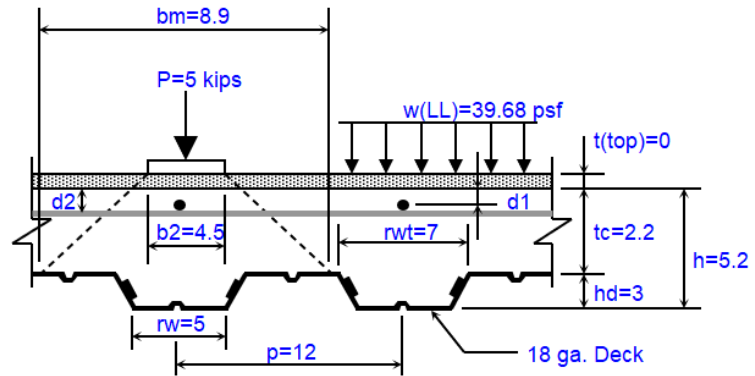 bm=8.9
P=5 kips
w(LL)=39.68 psf
t(top)=0
d2
d1
b2=4.5
rwt=7
tc=2.2
h=5.2
hd=3
rw=5
p=12
18 ga. Deck